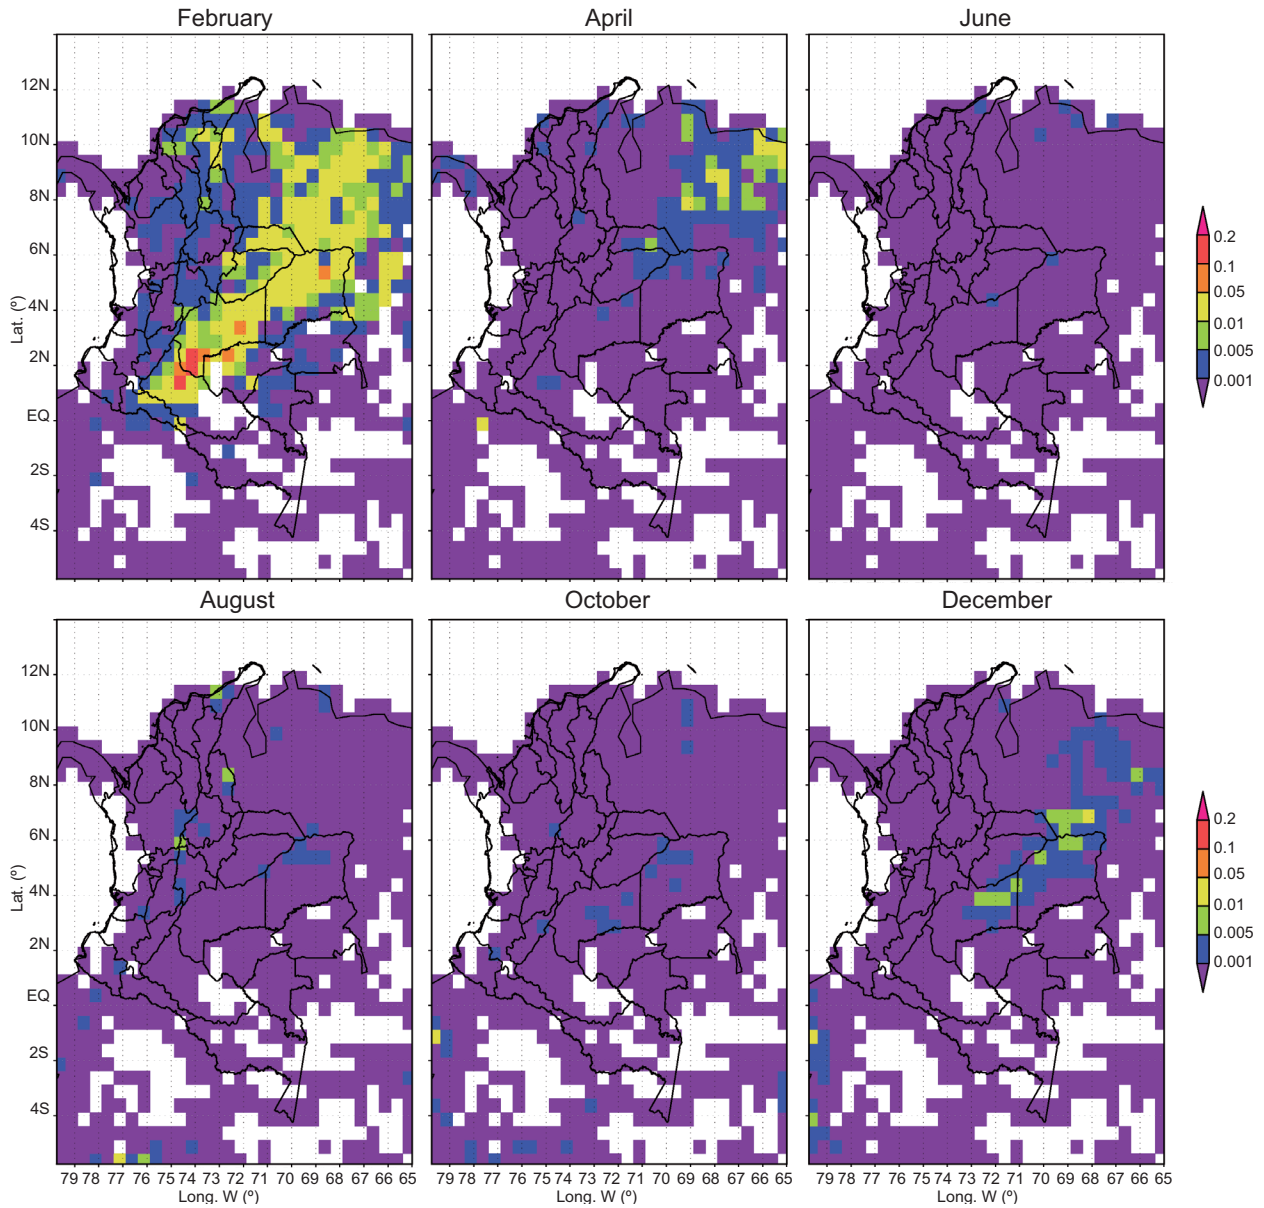 February
April
June
12N
10N
8N
6N
4N
2N
EQ
2S
4S
Lat. (º)
0.2
0.1
0.05
0.01
0.005
0.001
August
October
December
12N
10N
8N
6N
4N
2N
EQ
2S
4S
Lat. (º)
0.2
0.1
0.05
0.01
0.005
0.001
79 78 77 76 75 74 73 72 71 70 69 68 67 66 65
79 78 77 76 75 74 73 72 71 70 69 68 67 66 65
79 78 77 76 75 74 73 72 71 70 69 68 67 66 65
Long. W (º)
Long. W (º)
Long. W (º)